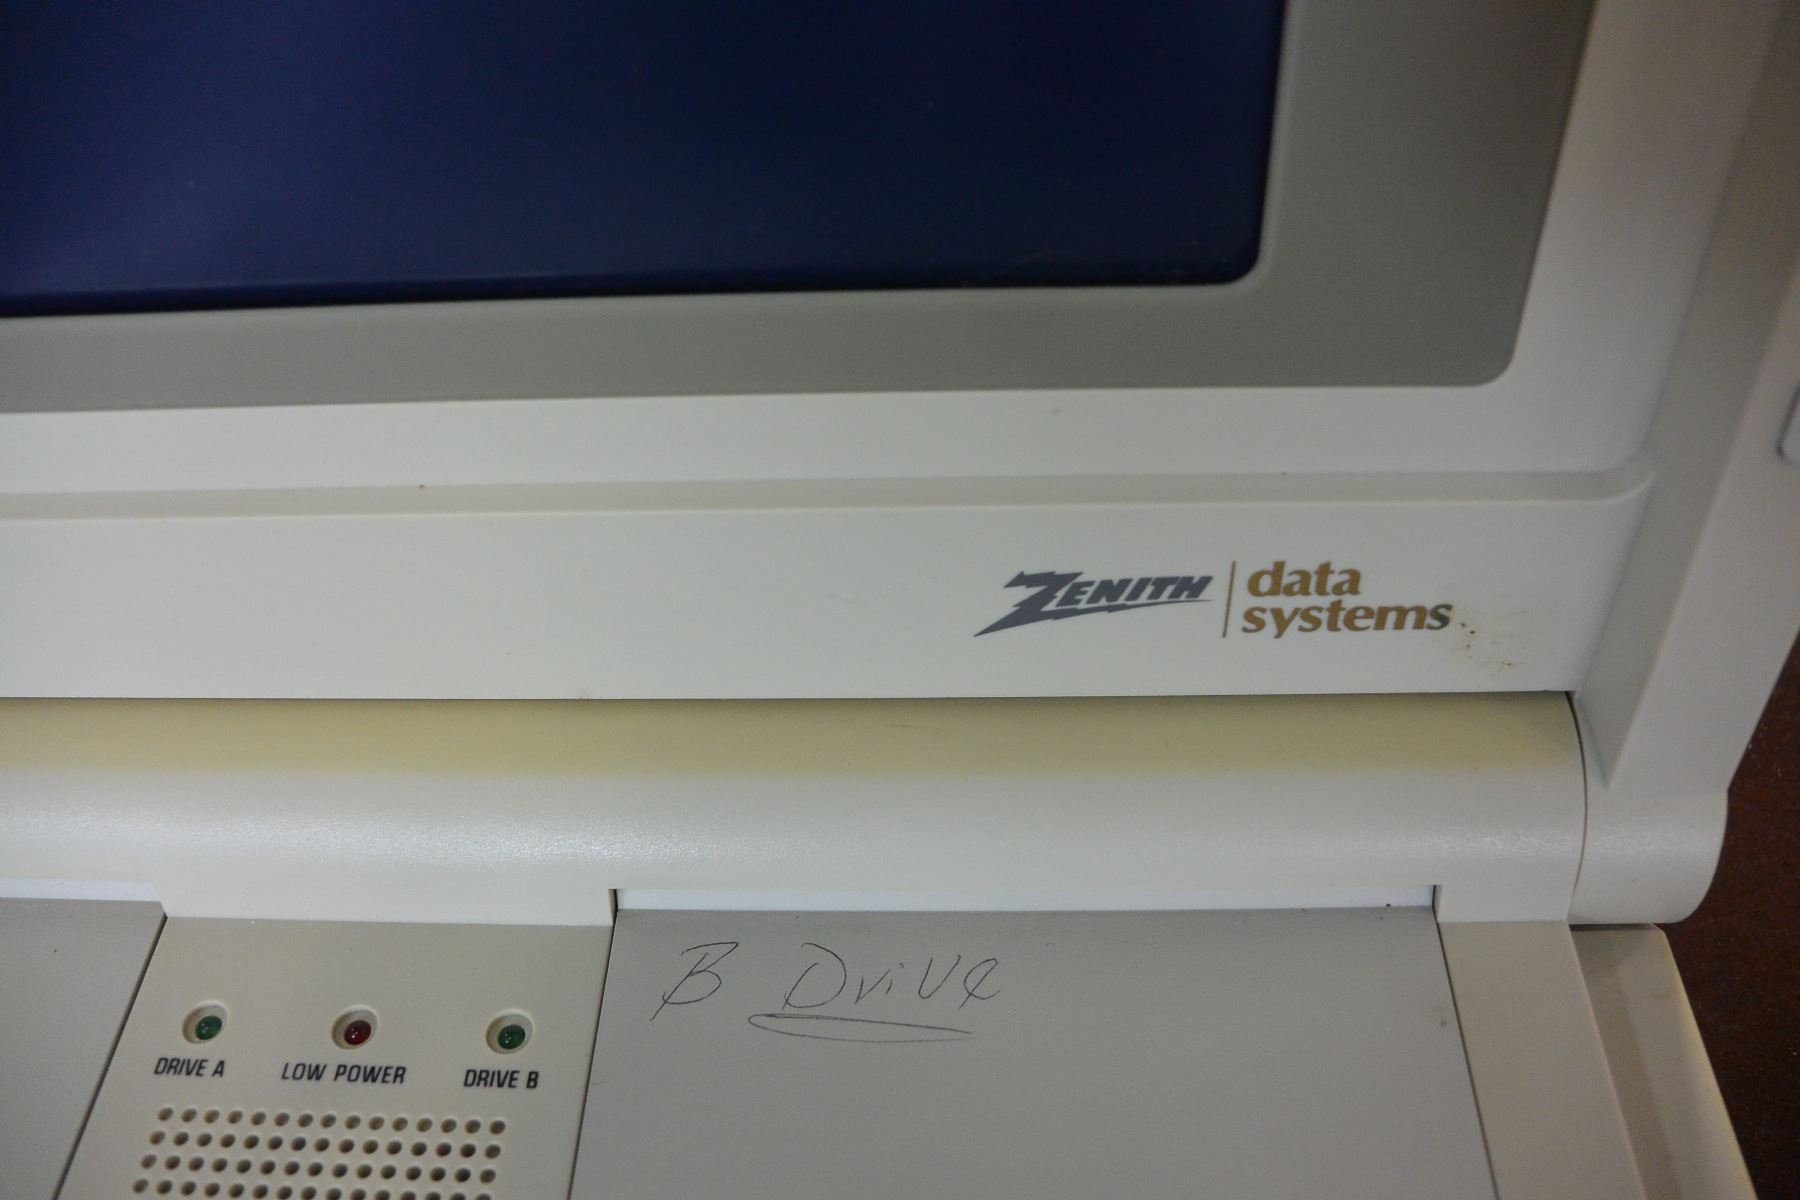 ZENITH data
systems
B Drive
DRIVE A LOW POWER DRIVE B